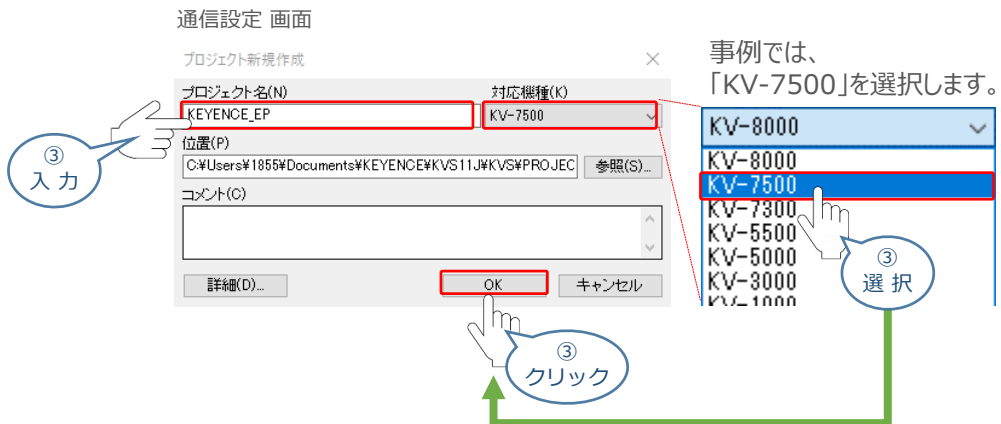 通信設定 画面
プロジェクト新規作成
プロジェクト名(N)
対応機種(K)
KEYENCE_EP
KV-7500
位置(P)
C:¥Users¥1855¥Documents¥KEYENCE¥KVS11J¥KVS¥PROJEC
参照(S)...
コメント(C)
詳細(D)...
OK
キャンセル
③
入 力
③
クリック
事例では、
「KV-7500」を選択します。
KV-8000
KV-8000
KV-7500
KV-7300
KV-5500
KV-5000
KV-3000
KV-1000
③
選 択